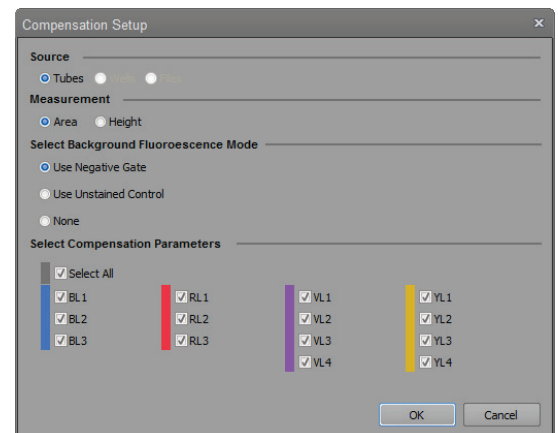 Compensation Setup
Source
Tubes Wells Files
Measurement
Area Height
Select Background Fluoroescence Mode
Use Negative Gate
Use Unstained Control
None
Select Compensation Parameters
Select All
BL1 RL1 VL1 YL1
BL2 RL2 VL2 YL2
BL3 RL3 VL3 YL3
VL4 YL4
OK Cancel